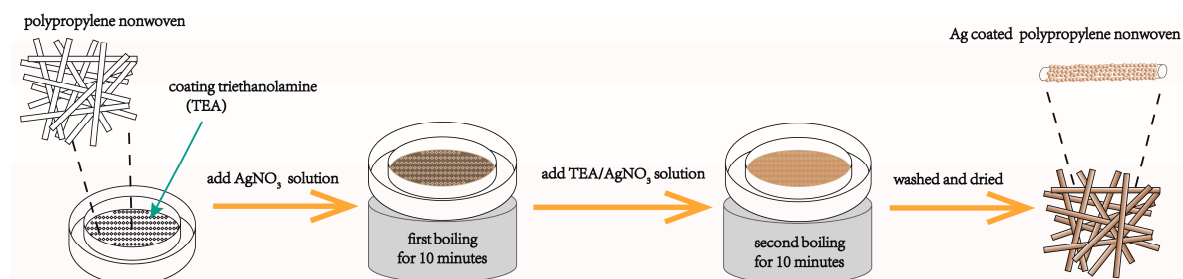 polypropylene nonwoven
coating triethanolamine
(TEA)
add AgNO₃ solution
first boiling
for 10 minutes
add TEA/AgNO₃ solution
second boiling
for 10 minutes
washed and dried
Ag coated polypropylene nonwoven